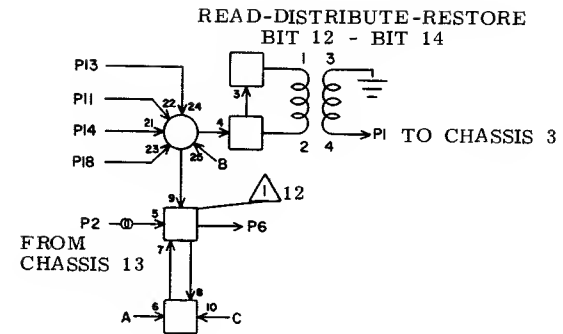 READ-DISTRIBUTE-RESTORE
BIT 12 - BIT 14
P13
1 3
P11
22 24
3
P14
21
4
P18
23
25
B
2 4
P1 TO CHASSIS 3
9
1 12
P2
5
P6
FROM
CHASSIS 13
7
8
A
6
10
C